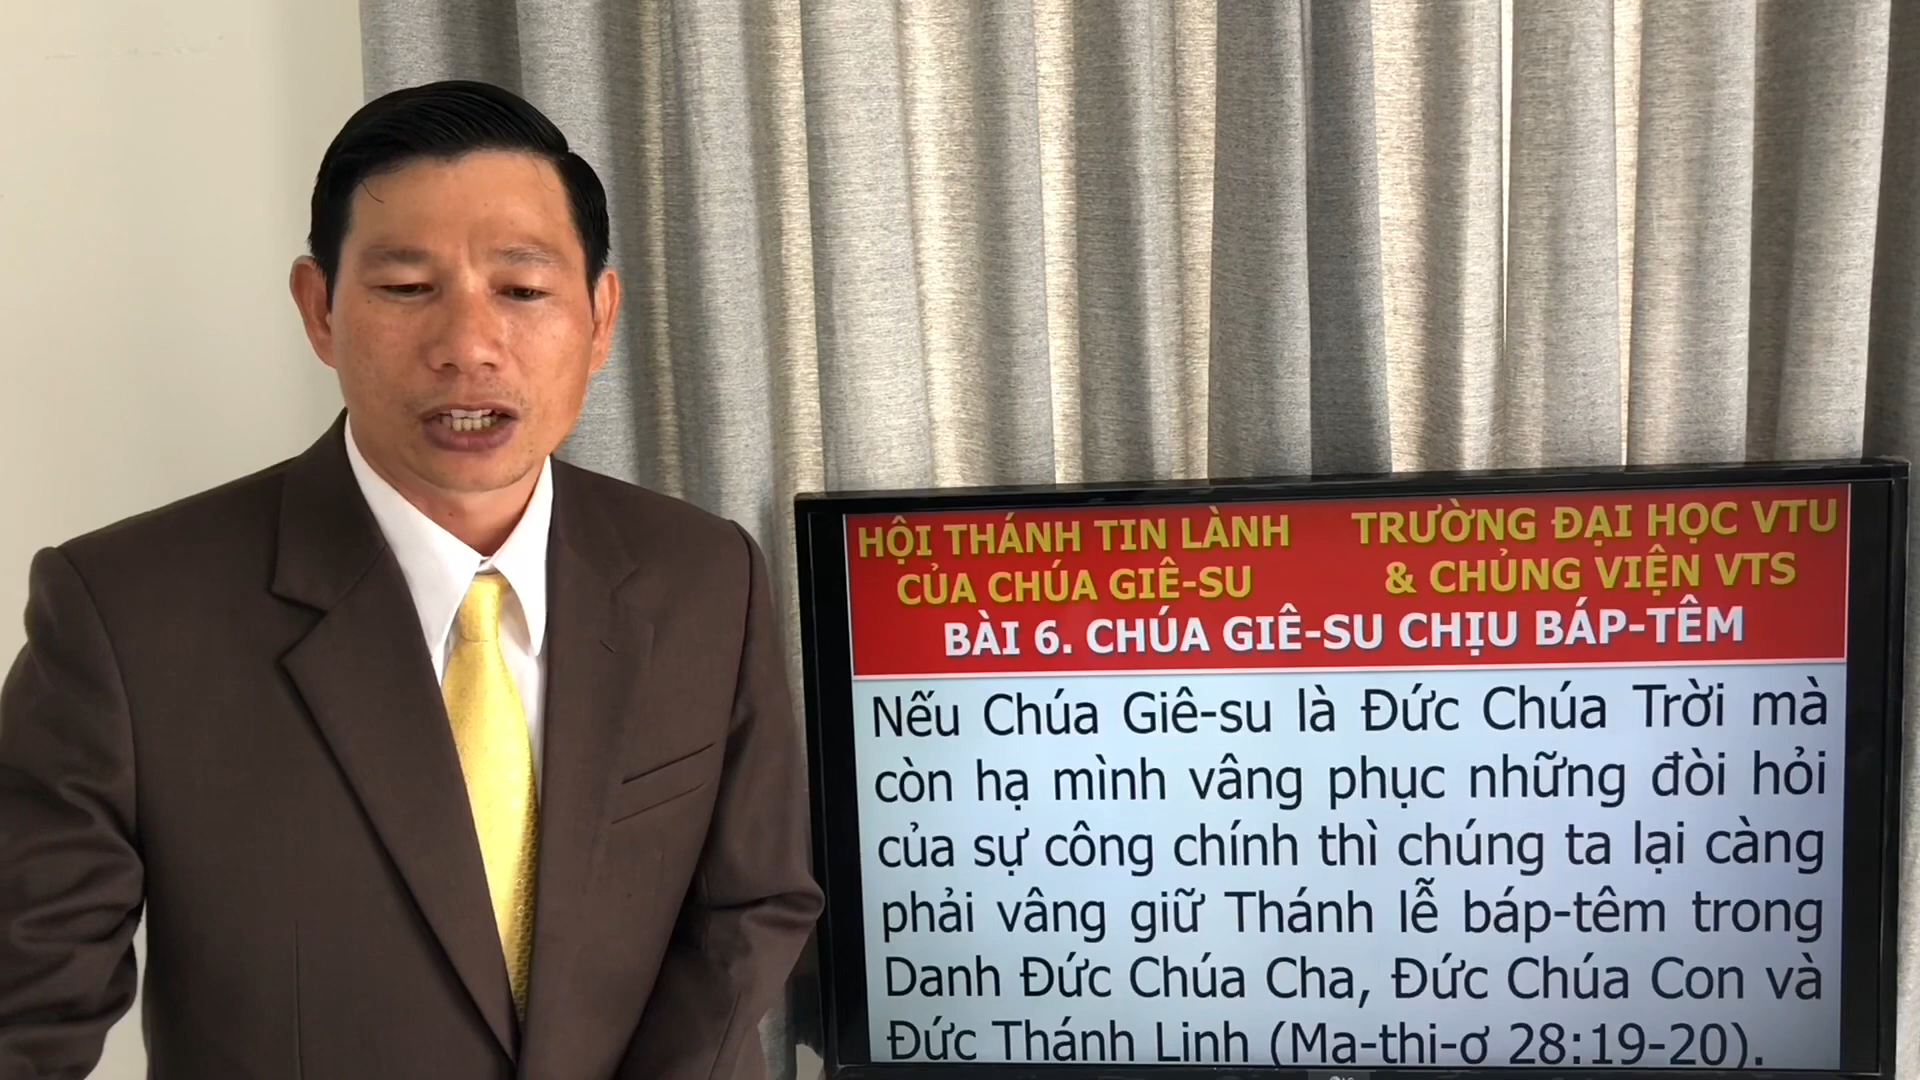 HỘI THÁNH TIN LÀNH
CỦA CHÚA GIÊ-SU
TRƯỜNG ĐẠI HỌC VTU
& CHỦNG VIỆN VTS
BÀI 6. CHÚA GIÊ-SU CHỊU BÁP-TÊM
Nếu Chúa Giê-su là Đức Chúa Trời mà
còn hạ mình vâng phục những đòi hỏi
của sự công chính thì chúng ta lại càng
phải vâng giữ Thánh lễ báp-têm trong
Danh Đức Chúa Cha, Đức Chúa Con và
Đức Thánh Linh (Ma-thi-ơ 28:19-20).